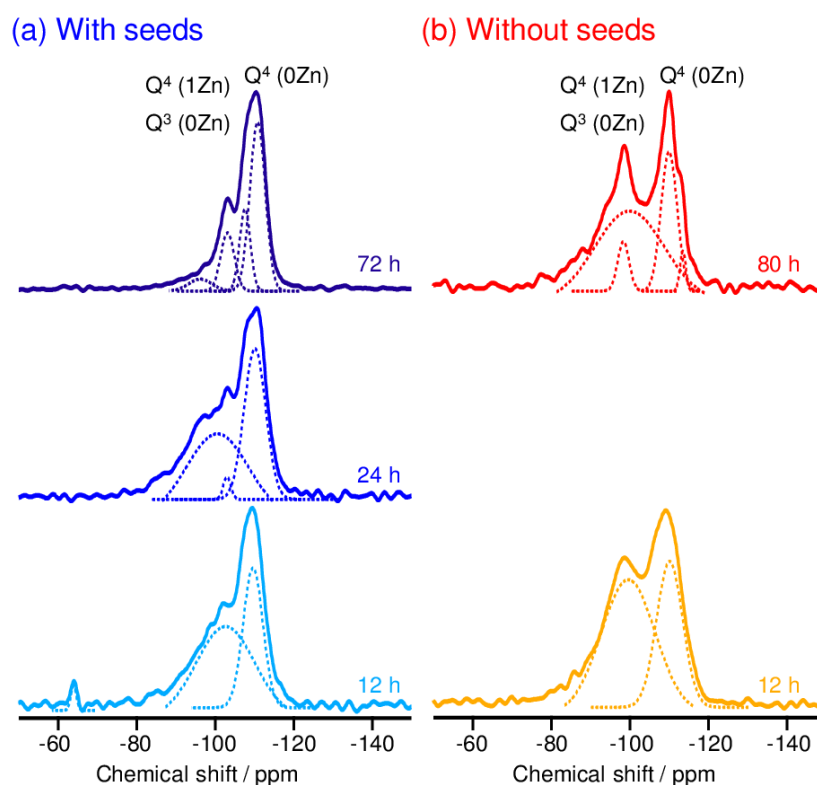 (a) With seeds
Q⁴ (1Zn)
Q⁴ (0Zn)
Q³ (0Zn)
72 h
24 h
12 h
-60 -80 -100 -120 -140
Chemical shift / ppm
(b) Without seeds
Q⁴ (1Zn)
Q⁴ (0Zn)
Q³ (0Zn)
80 h
12 h
-60 -80 -100 -120 -140
Chemical shift / ppm